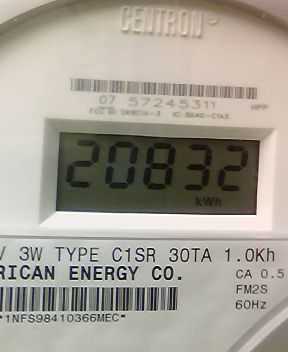 CENTRON
07 57245311
20832
kWh
V 3W TYPE C1SR 30TA 1.0Kh
RICAN ENERGY CO.
CA 0.5
FM2S
60Hz
*1NFS98410366MEC*